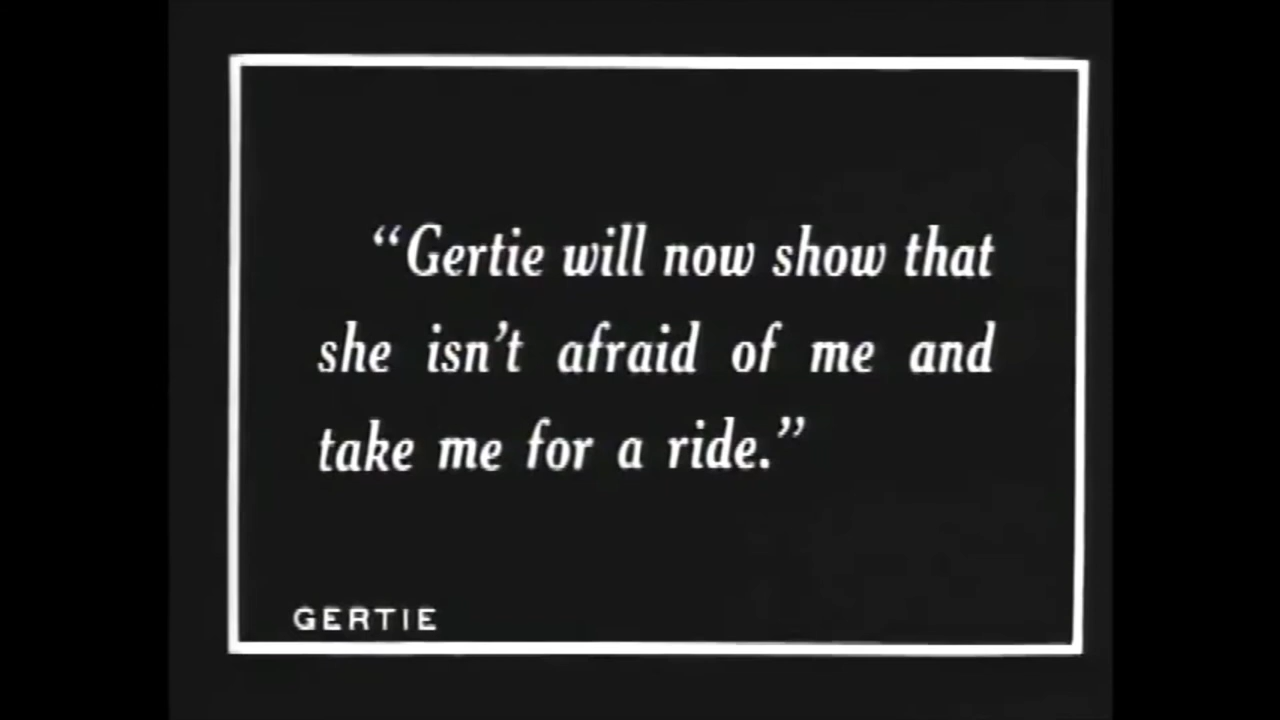 “Gertie will now show that
she isn’t afraid of me and
take me for a ride.”
GERTIE